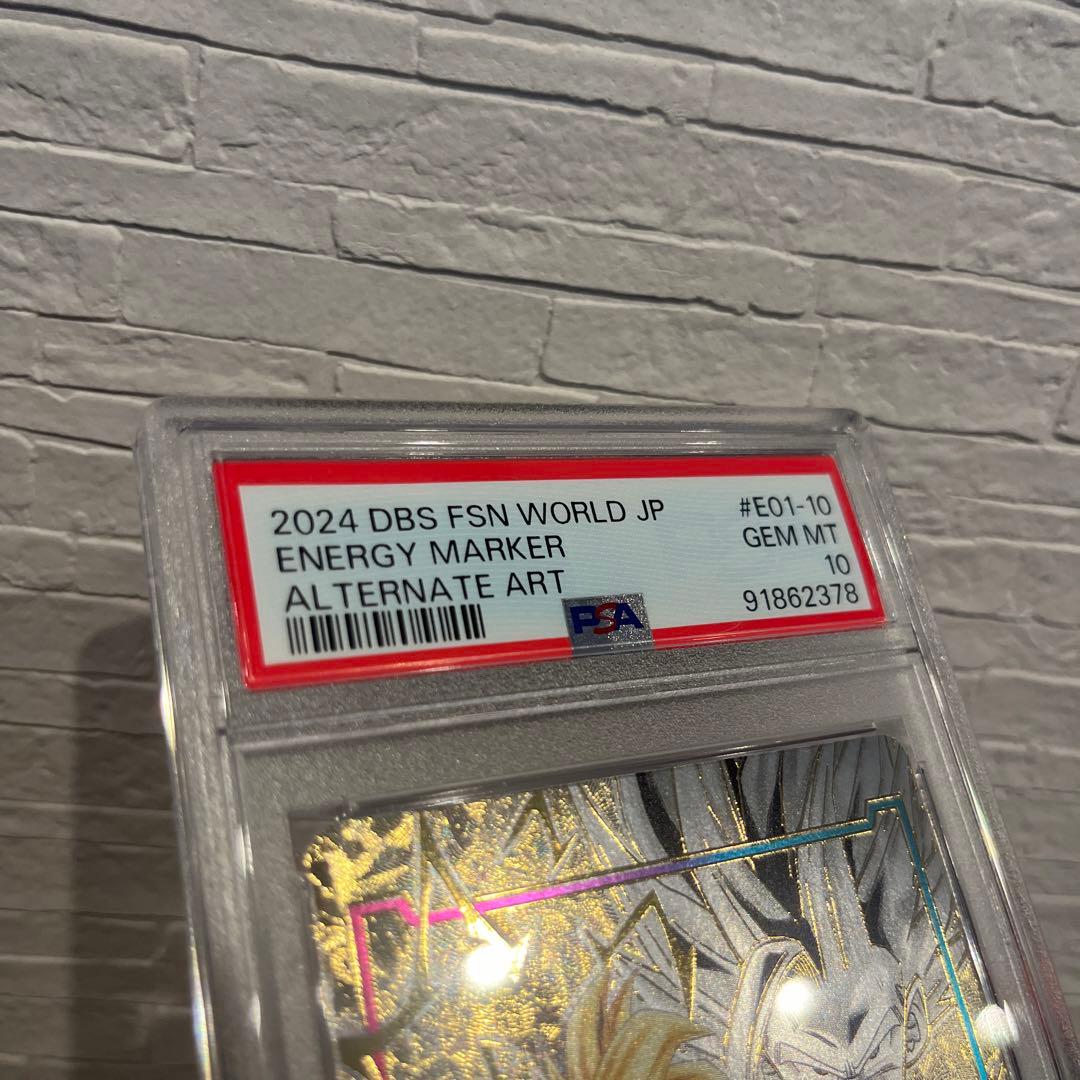 2024 DBS FSN WORLD JP #E01-10
ENERGY MARKER GEM MT
ALTERNATE ART 10
PSA 91862378